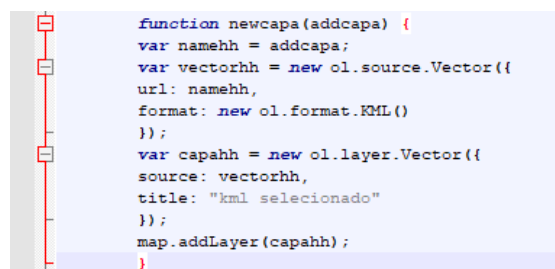 function newcapa(addcapa) {
var namehh = addcapa;
var vectorhh = new ol.source.Vector({
url: namehh,
format: new ol.format.KML()
});
var capahh = new ol.layer.Vector({
source: vectorhh,
title: "kml selecionado"
});
map.addLayer(capahh);
}